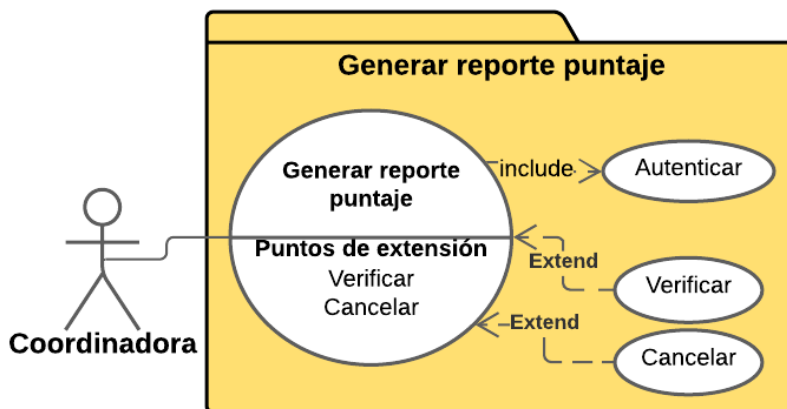 Generar reporte puntaje
Generar reporte
puntaje
include
Autenticar
Puntos de extensión
Verificar
Cancelar
Extend
Verificar
Extend
Cancelar
Coordinadora